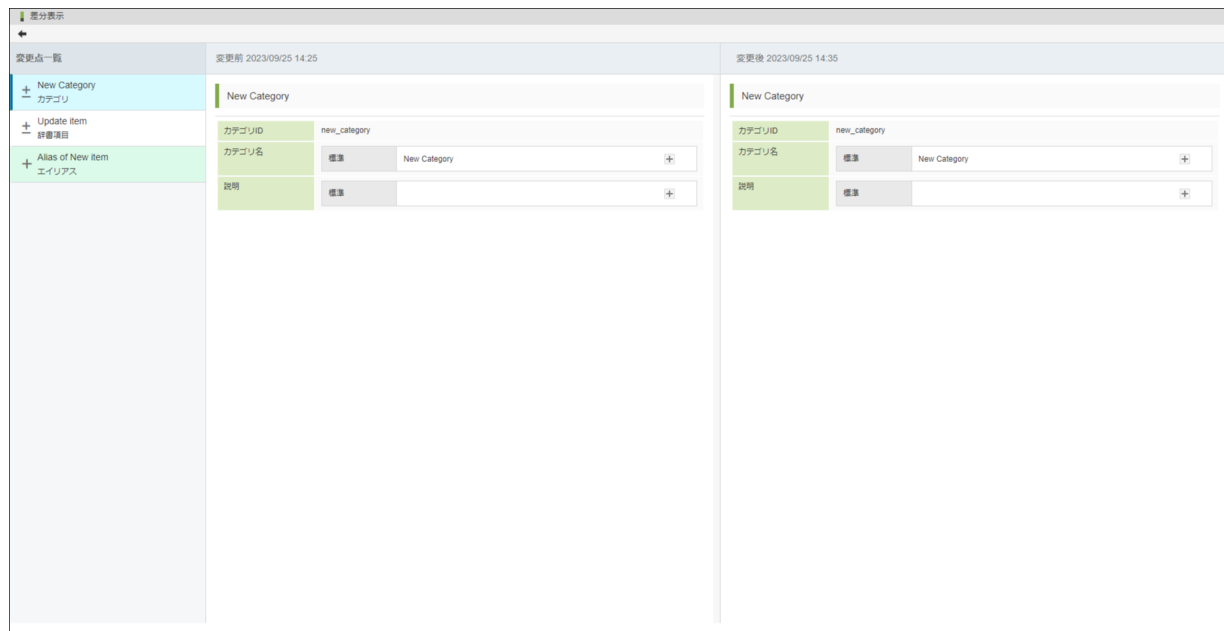 差分表示
変更点一覧
New Category
カテゴリ
Update item
辞書項目
Alias of New item
エイリアス
変更前 2023/09/25 14:25
New Category
カテゴリID new_category
カテゴリ名 標準 New Category
説明 標準
変更後 2023/09/25 14:35
New Category
カテゴリID new_category
カテゴリ名 標準 New Category
説明 標準